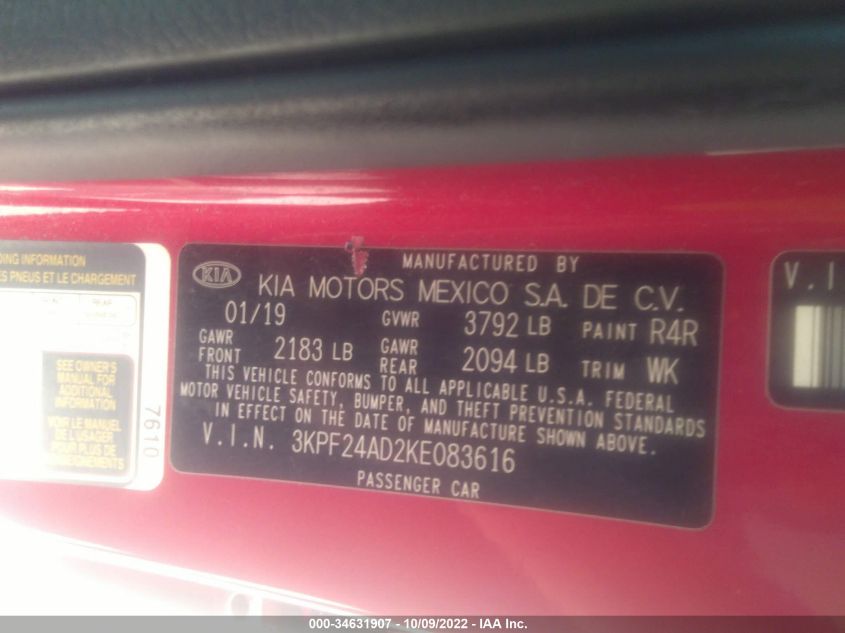 MANUFACTURED BY
KIA KIA MOTORS MEXICO S.A. DE C.V.
01/19 GVWR 3792 LB PAINT R4R
GAWR FRONT 2183 LB GAWR REAR 2094 LB TRIM WK
THIS VEHICLE CONFORMS TO ALL APPLICABLE U.S.A. FEDERAL
MOTOR VEHICLE SAFETY, BUMPER, AND THEFT PREVENTION STANDARDS
IN EFFECT ON THE DATE OF MANUFACTURE SHOWN ABOVE.
V.I.N. 3KPF24AD2KE083616
PASSENGER CAR
DING INFORMATION
ES PNEUS ET LE CHARGEMENT
REAR
SEE OWNER'S
MANUAL FOR
ADDITIONAL
INFORMATION
VOIR LE MANUEL
DE L'USAGER
POUR PLUS DE
7610
V.I
000-34631907 - 10/09/2022 - IAA Inc.